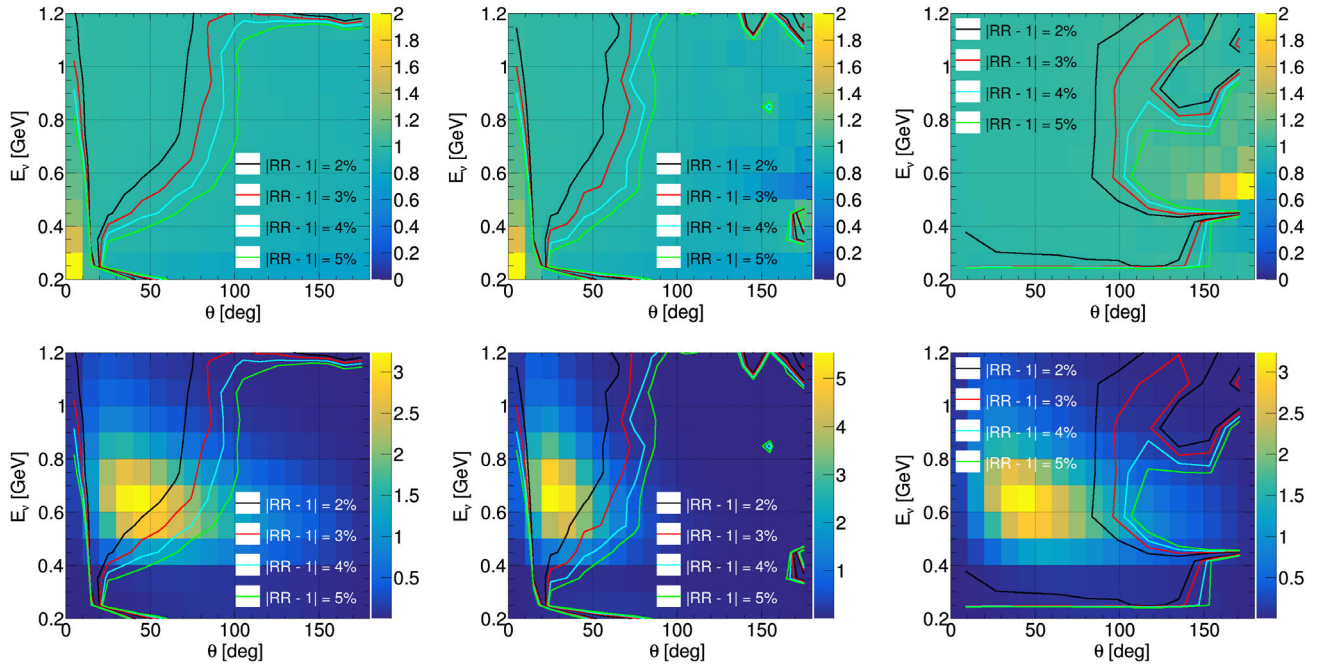 1.2
1
0.8
0.6
0.4
0.2
E_ν [GeV]
0 50 100 150
θ [deg]
|RR - 1| = 2%
|RR - 1| = 3%
|RR - 1| = 4%
|RR - 1| = 5%
2
1.8
1.6
1.4
1.2
1
0.8
0.6
0.4
0.2
0
1.2
1
0.8
0.6
0.4
0.2
E_ν [GeV]
0 50 100 150
θ [deg]
|RR - 1| = 2%
|RR - 1| = 3%
|RR - 1| = 4%
|RR - 1| = 5%
2
1.8
1.6
1.4
1.2
1
0.8
0.6
0.4
0.2
0
1.2
1
0.8
0.6
0.4
0.2
E_ν [GeV]
0 50 100 150
θ [deg]
|RR - 1| = 2%
|RR - 1| = 3%
|RR - 1| = 4%
|RR - 1| = 5%
2
1.8
1.6
1.4
1.2
1
0.8
0.6
0.4
0.2
0
1.2
1
0.8
0.6
0.4
0.2
E_ν [GeV]
0 50 100 150
θ [deg]
|RR - 1| = 2%
|RR - 1| = 3%
|RR - 1| = 4%
|RR - 1| = 5%
3
2.5
2
1.5
1
0.5
1.2
1
0.8
0.6
0.4
0.2
E_ν [GeV]
0 50 100 150
θ [deg]
|RR - 1| = 2%
|RR - 1| = 3%
|RR - 1| = 4%
|RR - 1| = 5%
5
4
3
2
1
1.2
1
0.8
0.6
0.4
0.2
E_ν [GeV]
0 50 100 150
θ [deg]
|RR - 1| = 2%
|RR - 1| = 3%
|RR - 1| = 4%
|RR - 1| = 5%
3
2.5
2
1.5
1
0.5